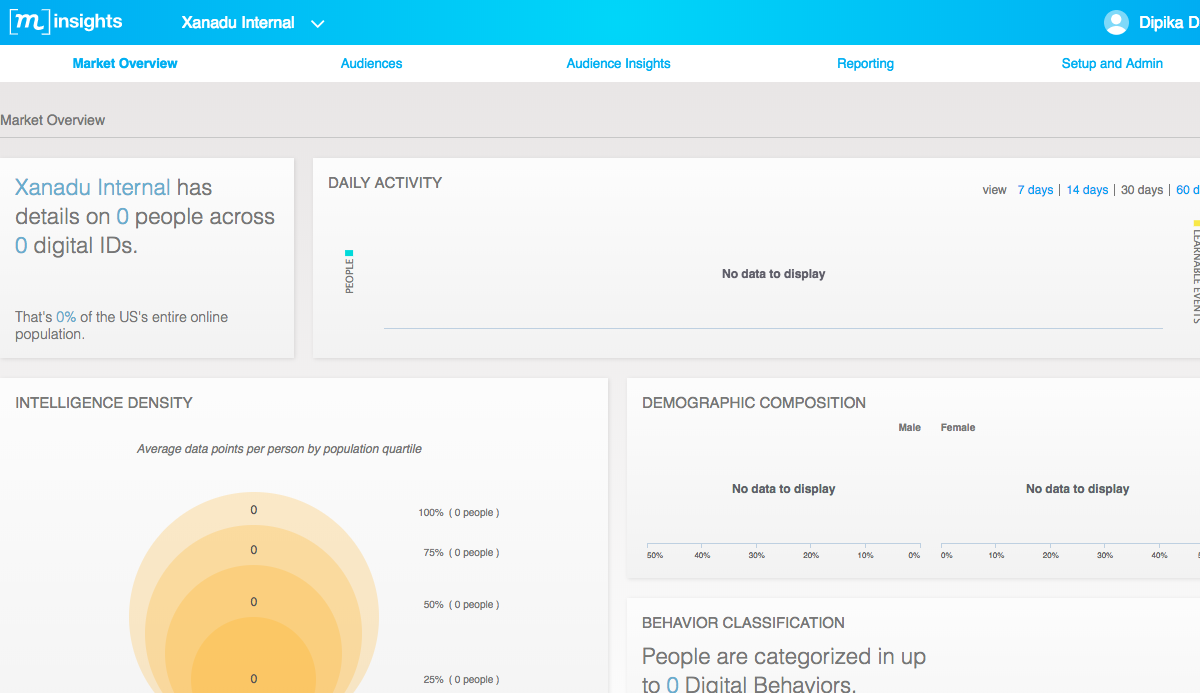 [m] insights
Xanadu Internal
Dipika D
Market Overview
Audiences
Audience Insights
Reporting
Setup and Admin
Market Overview
Xanadu Internal has
details on 0 people across
0 digital IDs.
That's 0% of the US's entire online
population.
DAILY ACTIVITY
view 7 days | 14 days | 30 days | 60 d
PEOPLE
No data to display
LEARNABLE EVENTS
INTELLIGENCE DENSITY
Average data points per person by population quartile
0
100% ( 0 people )
0
75% ( 0 people )
0
50% ( 0 people )
0
25% ( 0 people )
DEMOGRAPHIC COMPOSITION
Male Female
No data to display
No data to display
50% 40% 30% 20% 10% 0%
0% 10% 20% 30% 40%
BEHAVIOR CLASSIFICATION
People are categorized in up
to 0 Digital Behaviors.